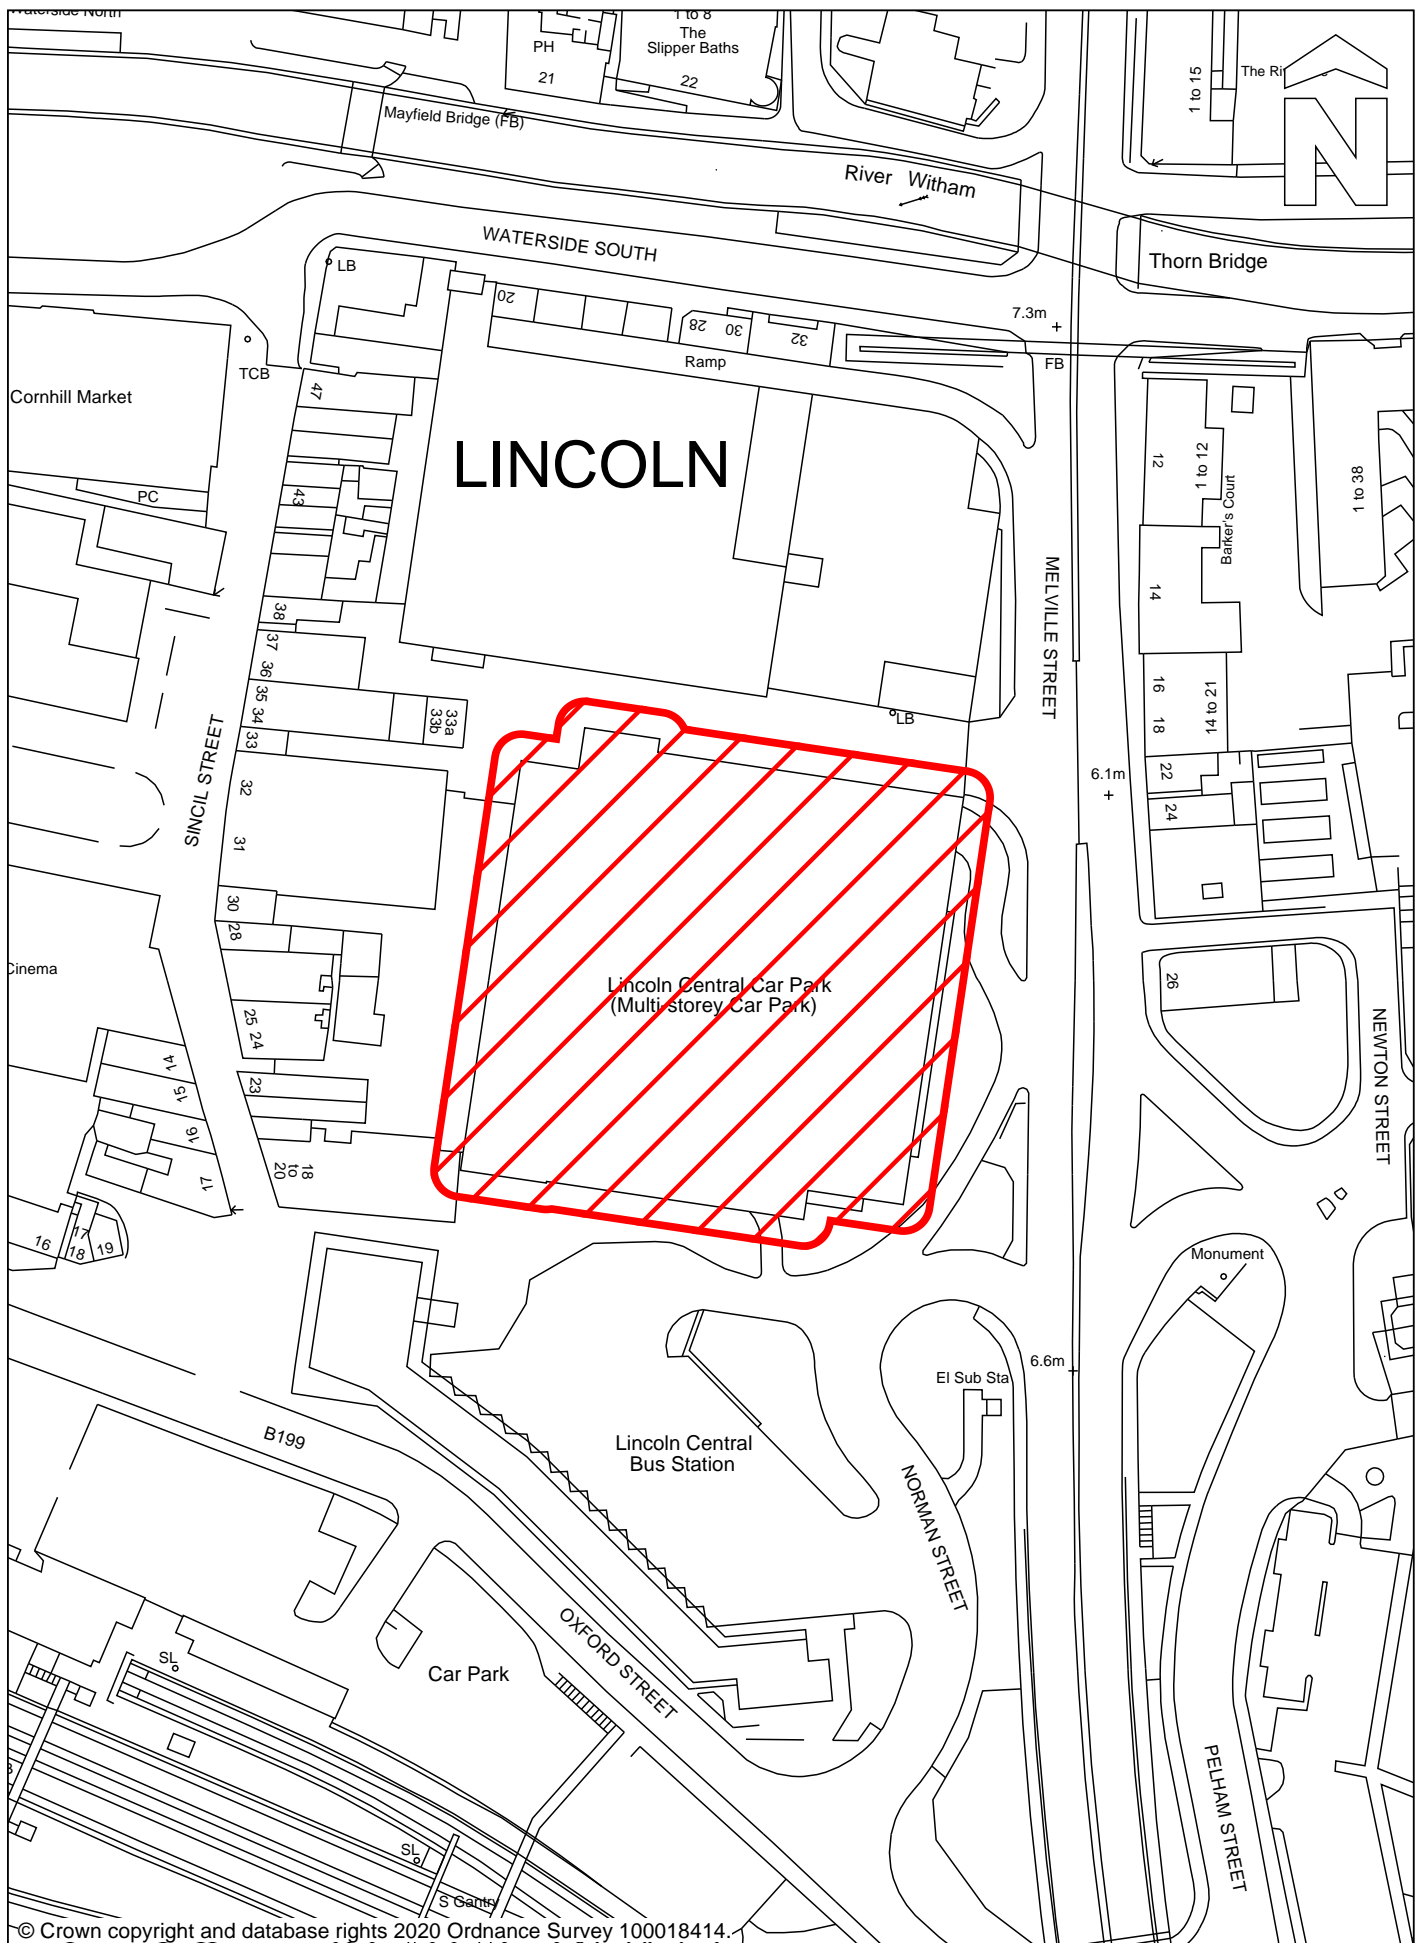 Waterside North
1 to 8
The
Slipper Baths
22
PH
21
1 to 15
N
Mayfield Bridge (FB)
River Witham
WATERSIDE SOUTH
Thorn Bridge
LB
20
28
30
32
7.3m
FB
Ramp
TCB
Cornhill Market
47
LINCOLN
12
1 to 12
Barker's Court
1 to 38
PC
43
MELVILLE STREET
14
38
37
36
35
34
33
33a
33b
LB
16
18
14 to 21
SINCIL STREET
32
31
6.1m
22
24
30
28
Cinema
Lincoln Central Car Park
(Multi-storey Car Park)
26
NEWTON STREET
25
24
23
14
15
16
17
18
to
20
16
17
18
19
Monument
6.6m
El Sub Sta
B199
Lincoln Central
Bus Station
NORMAN STREET
OXFORD STREET
Car Park
SL
PELHAM STREET
SL
S Gantry
© Crown copyright and database rights 2020 Ordnance Survey 100018414.